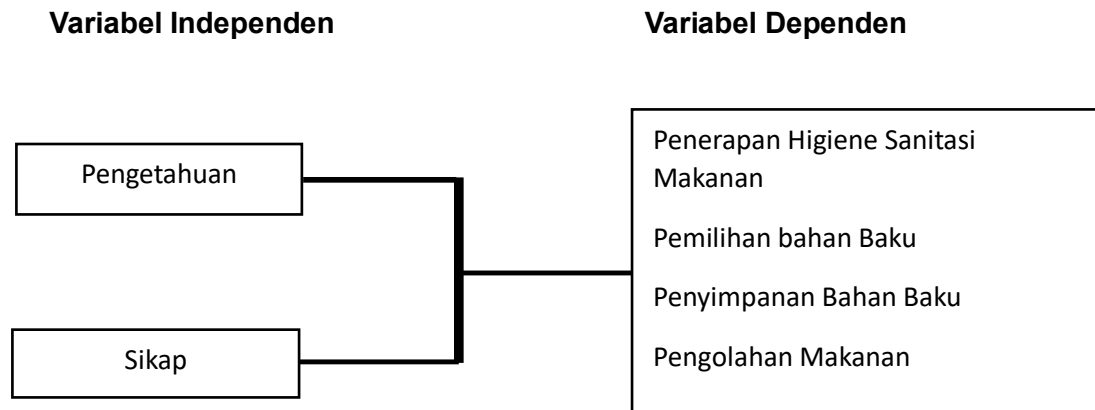 Variabel Independen
Variabel Dependen
Pengetahuan
Sikap
Penerapan Higiene Sanitasi
Makanan
Pemilihan bahan Baku
Penyimpanan Bahan Baku
Pengolahan Makanan